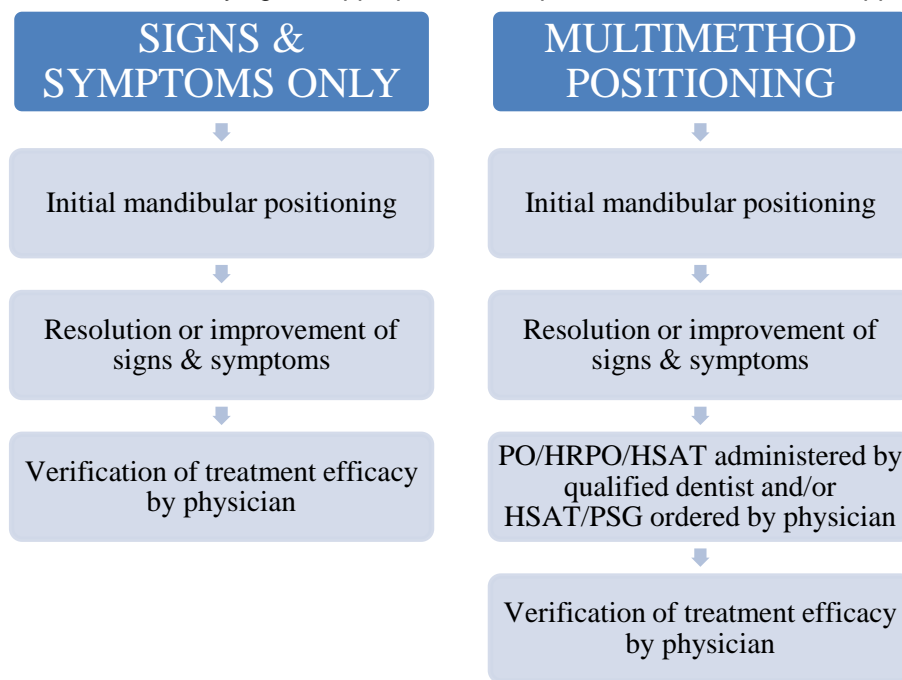 SIGNS &
SYMPTOMS ONLY
Initial mandibular positioning
Resolution or improvement of
signs & symptoms
Verification of treatment efficacy
by physician
MULTIMETHOD
POSITIONING
Initial mandibular positioning
Resolution or improvement of
signs & symptoms
PO/HRPO/HSAT administered by
qualified dentist and/or
HSAT/PSG ordered by physician
Verification of treatment efficacy
by physician